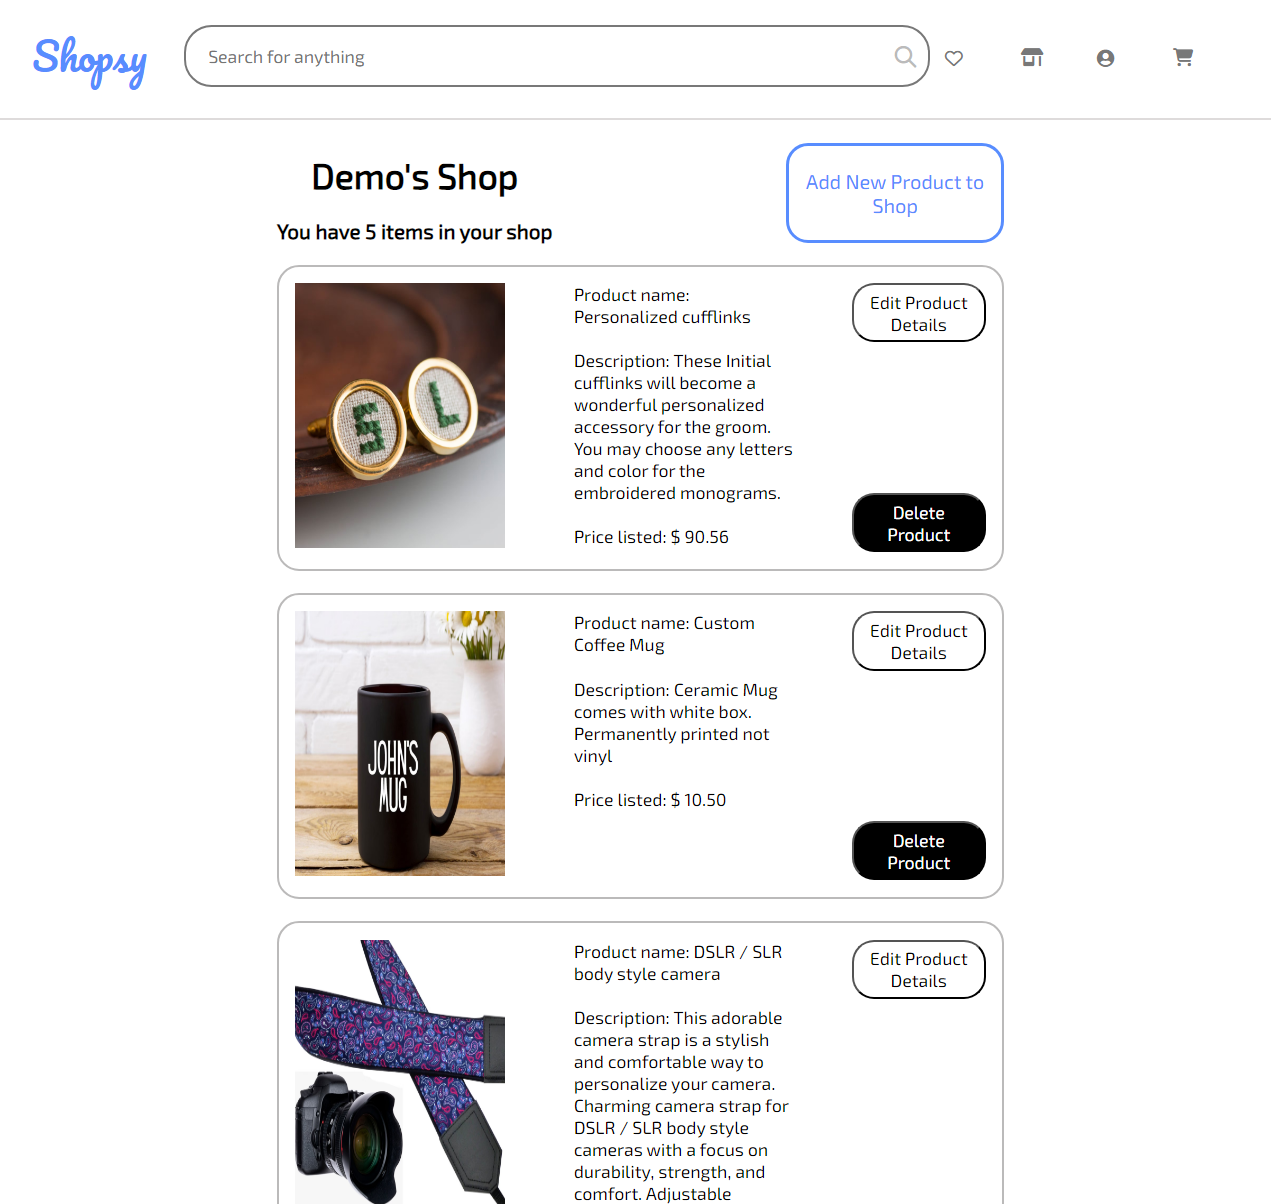 Shopsy
Search for anything
Demo's Shop
Add New Product to
Shop
You have 5 items in your shop
S L
Product name:
Personalized cufflinks
Description: These Initial
cufflinks will become a
wonderful personalized
accessory for the groom.
You may choose any letters
and color for the
embroidered monograms.
Price listed: $ 90.56
Edit Product
Details
Delete
Product
JOHN'S
MUG
Product name: Custom
Coffee Mug
Description: Ceramic Mug
comes with white box.
Permanently printed not
vinyl
Price listed: $ 10.50
Edit Product
Details
Delete
Product
Product name: DSLR / SLR
body style camera
Description: This adorable
camera strap is a stylish
and comfortable way to
personalize your camera.
Charming camera strap for
DSLR / SLR body style
cameras with a focus on
durability, strength, and
comfort. Adjustable
Edit Product
Details